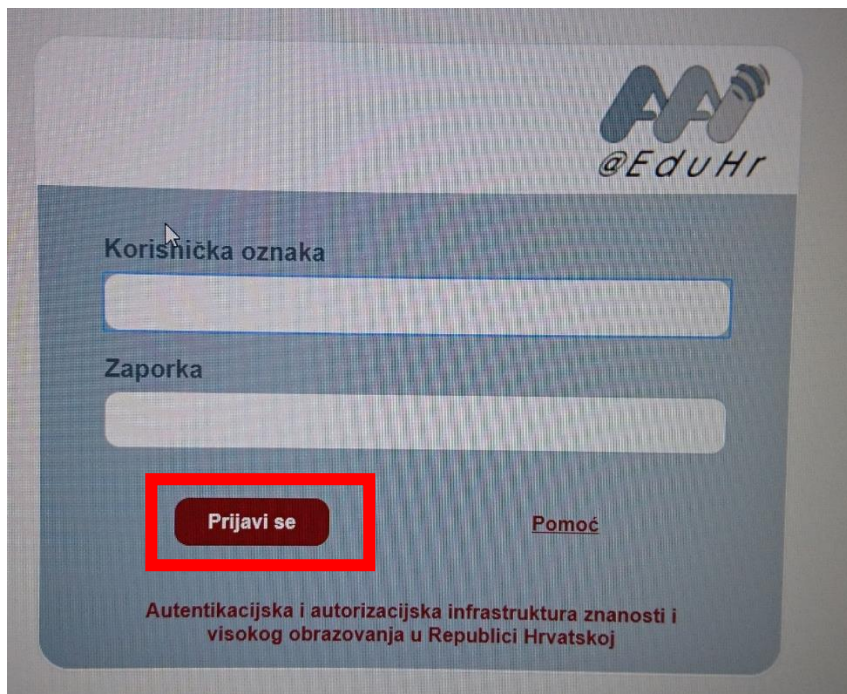 AAI
@EduHr
Korisnička oznaka
Zaporka
Prijavi se
Pomoć
Autentikacijska i autorizacijska infrastruktura znanosti i
visokog obrazovanja u Republici Hrvatskoj